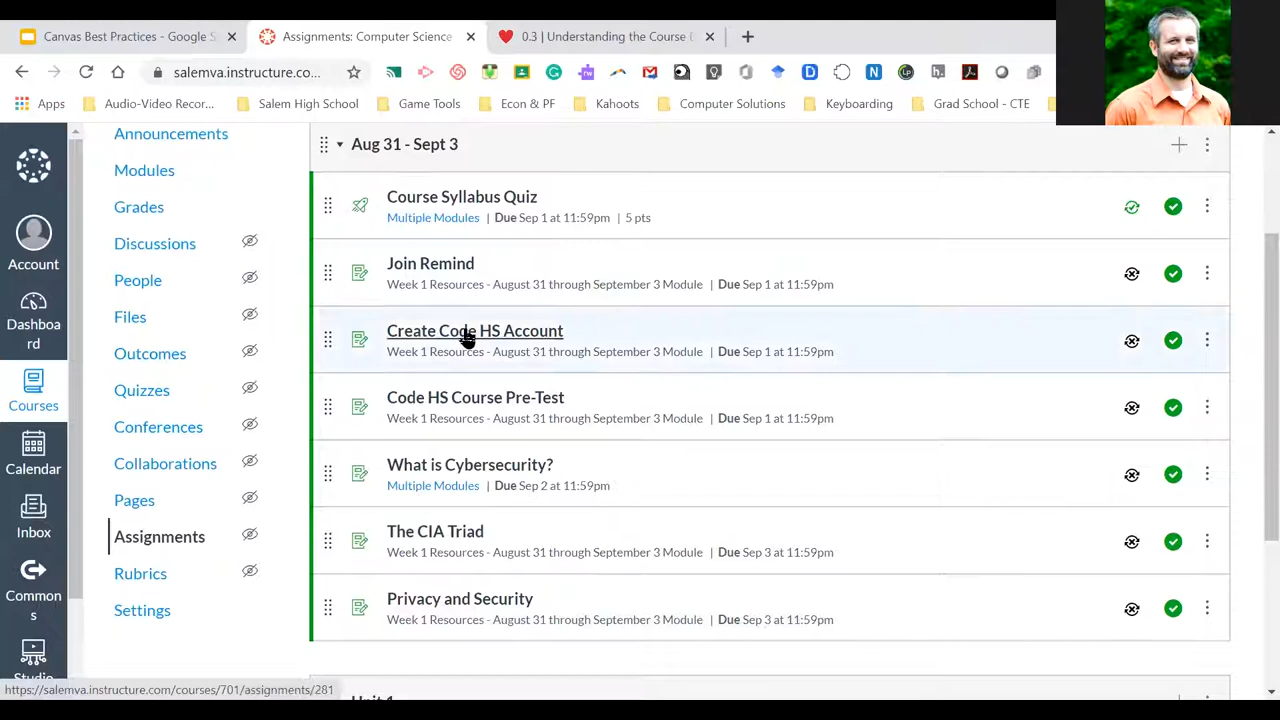 Canvas Best Practices - Google S
Assignments: Computer Science
0.3 | Understanding the Course
salemva.instructure.co...
Apps
Audio-Video Recor...
Salem High School
Game Tools
Econ & PF
Kahoots
Computer Solutions
Keyboarding
Grad School - CTE
Account
Dashboa
rd
Courses
Calendar
Inbox
Common
s
Studio
Announcements
Modules
Grades
Discussions
People
Files
Outcomes
Quizzes
Conferences
Collaborations
Pages
Assignments
Rubrics
Settings
Aug 31 - Sept 3
Course Syllabus Quiz
Multiple Modules | Due Sep 1 at 11:59pm | 5 pts
Join Remind
Week 1 Resources - August 31 through September 3 Module | Due Sep 1 at 11:59pm
Create Code HS Account
Week 1 Resources - August 31 through September 3 Module | Due Sep 1 at 11:59pm
Code HS Course Pre-Test
Week 1 Resources - August 31 through September 3 Module | Due Sep 1 at 11:59pm
What is Cybersecurity?
Multiple Modules | Due Sep 2 at 11:59pm
The CIA Triad
Week 1 Resources - August 31 through September 3 Module | Due Sep 3 at 11:59pm
Privacy and Security
Week 1 Resources - August 31 through September 3 Module | Due Sep 3 at 11:59pm
Unit 1
https://salemva.instructure.com/courses/701/assignments/281